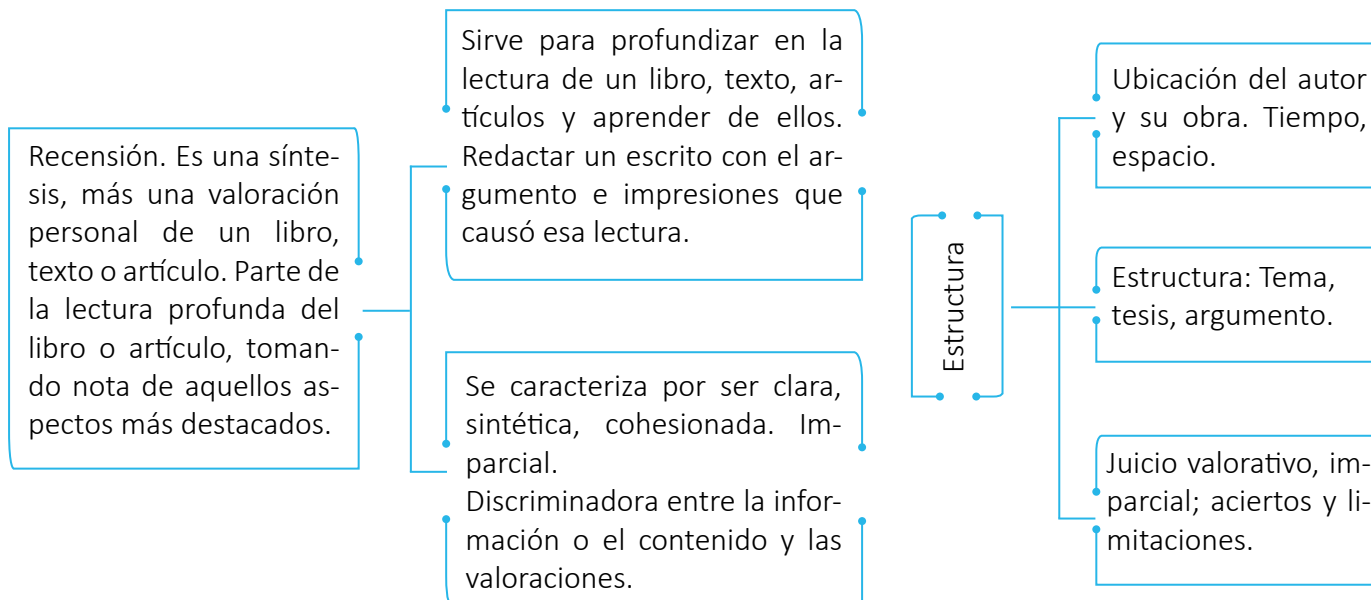 Recensión. Es una sínte-
sis, más una valoración
personal de un libro,
texto o artículo. Parte de
la lectura profunda del
libro o artículo, toman-
do nota de aquellos as-
pectos más destacados.
Sirve para profundizar en la
lectura de un libro, texto, ar-
tículos y aprender de ellos.
Redactar un escrito con el ar-
gumento e impresiones que
causó esa lectura.
Se caracteriza por ser clara,
sintética, cohesionada. Im-
parcial.
Discriminadora entre la infor-
mación o el contenido y las
valoraciones.
Estructura
Ubicación del autor
y su obra. Tiempo,
espacio.
Estructura: Tema,
tesis, argumento.
Juicio valorativo, im-
parcial; aciertos y li-
mitaciones.